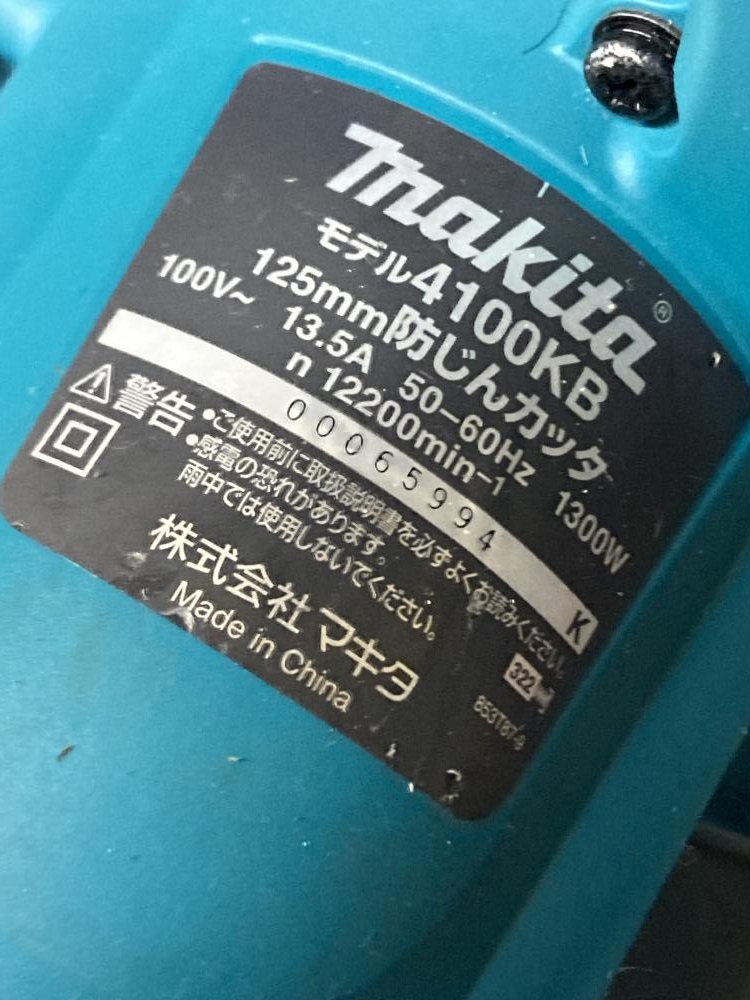 makita®
モデル4100KB
125mm防じんカッタ
100V~ 13.5A 50–60Hz 1300W
n 12200min-1
00065994 K
警告
•ご使用前に取扱説明書を必ずよくお読みください。
•感電の恐れがあります。
雨中では使用しないでください。
株式会社 マキタ
Made in China
322
853T87-9